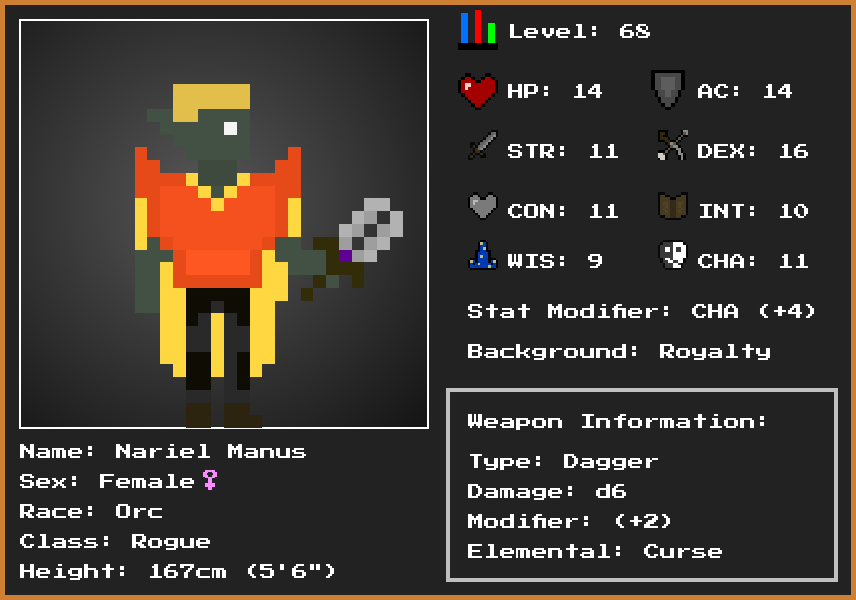 Level: 68
HP: 14
AC: 14
STR: 11
DEX: 16
CON: 11
INT: 10
WIS: 9
CHA: 11
Stat Modifier: CHA (+4)
Background: Royalty
Weapon Information:
Type: Dagger
Damage: d6
Modifier: (+2)
Elemental: Curse
Name: Nariel Manus
Sex: Female♀
Race: Orc
Class: Rogue
Height: 167cm (5'6")